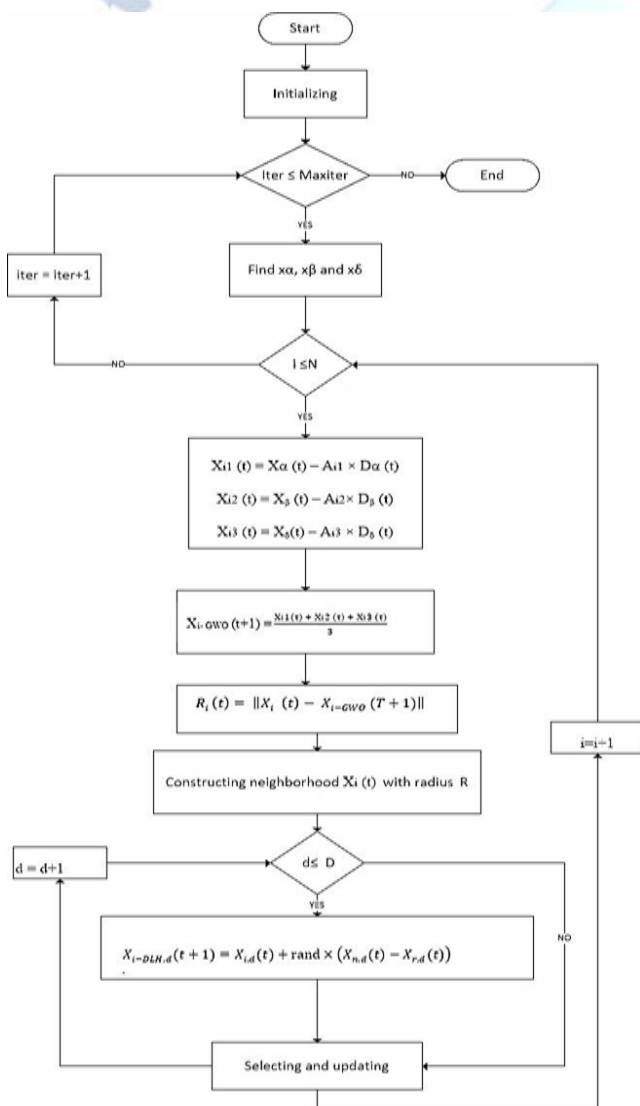 Start
Initializing
Iter ≤ Maxiter
NO
End
YES
iter = iter+1
Find xα, xβ and xδ
i ≤N
NO
YES
Xi1 (t) = Xα (t) – Ai1 × Dα (t)
Xi2 (t) = Xβ (t) – Ai2× Dβ (t)
Xi3 (t) = Xδ(t) – Ai3 × Dδ (t)
Xi-GWO (t+1) = Xi1(t) + Xi2 (t) + Xi3 (t) / 3
Rᵢ (t) = ‖Xᵢ (t) − Xᵢ₋GWO (T + 1)‖
i=i+1
Constructing neighborhood Xi (t) with radius R
d = d+1
d≤ D
YES
NO
Xi−DLH,d(t + 1) = Xi,d(t) + rand × (Xn,d(t) − Xr,d(t))
.
Selecting and updating